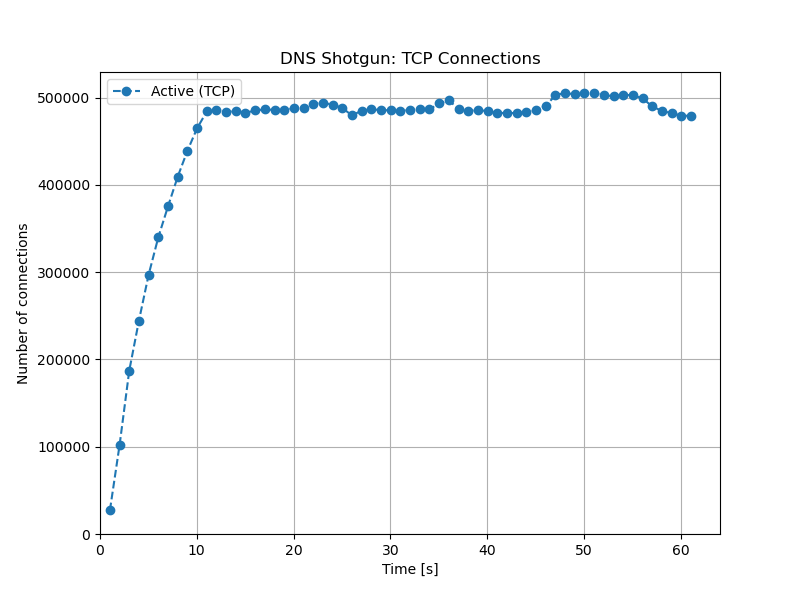 DNS Shotgun: TCP Connections
Active (TCP)
Number of connections
500000
400000
300000
200000
100000
0
0 10 20 30 40 50 60
Time [s]